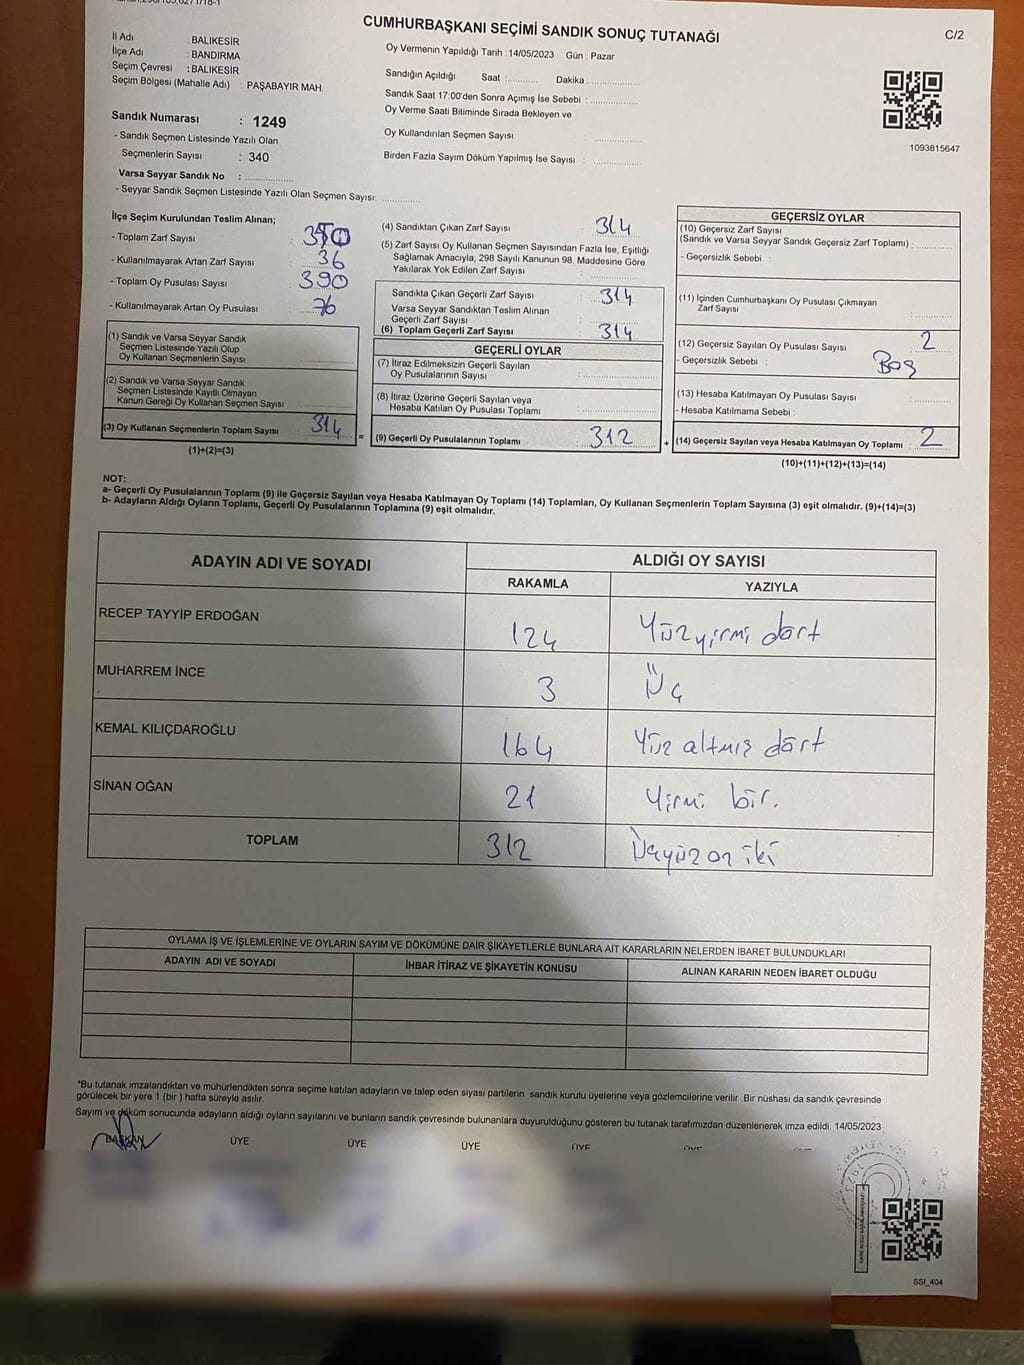 CUMHURBAŞKANI SEÇİMİ SANDIK SONUÇ TUTANAĞI
C/2
İl Adı : BALIKESİR
İlçe Adı : BANDIRMA
Seçim Çevresi : BALIKESİR
Seçim Bölgesi (Mahalle Adı) : PAŞABAYIR MAH.
Sandık Numarası : 1249
- Sandık Seçmen Listesinde Yazılı Olan
Seçmenlerin Sayısı : 340
Varsa Seyyar Sandık No :
- Seyyar Sandık Seçmen Listesinde Yazılı Olan Seçmen Sayısı:
Oy Vermenin Yapıldığı Tarih : 14/05/2023 Gün : Pazar
Sandığın Açıldığı Saat : Dakika :
Sandık Saat 17:00'den Sonra Açımış İse Sebebi :
Oy Verme Saati Bitiminde Sırada Bekleyen ve
Oy Kullandırılan Seçmen Sayısı :
Birden Fazla Sayım Döküm Yapılmış İse Sayısı :
1093815647
İlçe Seçim Kurulundan Teslim Alınan;
- Toplam Zarf Sayısı :
- Kullanılmayarak Artan Zarf Sayısı : 36
- Toplam Oy Pusulası Sayısı : 390
- Kullanılmayarak Artan Oy Pusulası : 76
(1) Sandık ve Varsa Seyyar Sandık
Seçmen Listesinde Yazılı Olup
Oy Kullanan Seçmenlerin Sayısı :
(2) Sandık ve Varsa Seyyar Sandık
Seçmen Listesinde Kayıtlı Olmayan
Kanun Gereği Oy Kullanan Seçmen Sayısı :
(3) Oy Kullanan Seçmenlerin Toplam Sayısı : 314
(1)+(2)=(3)
(4) Sandıktan Çıkan Zarf Sayısı : 314
(5) Zarf Sayısı Oy Kullanan Seçmen Sayısından Fazla İse, Eşitliği
Sağlamak Amacıyla, 298 Sayılı Kanunun 98. Maddesine Göre
Yakılarak Yok Edilen Zarf Sayısı :
Sandıkta Çıkan Geçerli Zarf Sayısı : 314
Varsa Seyyar Sandıktan Teslim Alınan
Geçerli Zarf Sayısı :
(6) Toplam Geçerli Zarf Sayısı : 314
GEÇERLİ OYLAR
(7) İtiraz Edilmeksizin Geçerli Sayılan
Oy Pusulalarının Sayısı :
(8) İtiraz Üzerine Geçerli Sayılan veya
Hesaba Katılan Oy Pusulası Toplamı :
=
(9) Geçerli Oy Pusulalarının Toplamı : 312
+
GEÇERSİZ OYLAR
(10) Geçersiz Zarf Sayısı
(Sandık ve Varsa Seyyar Sandık Geçersiz Zarf Toplamı) :
- Geçersizlik Sebebi :
(11) İçinden Cumhurbaşkanı Oy Pusulası Çıkmayan
Zarf Sayısı :
(12) Geçersiz Sayılan Oy Pusulası Sayısı : 2
- Geçersizlik Sebebi : Boş
(13) Hesaba Katılmayan Oy Pusulası Sayısı :
- Hesaba Katılmama Sebebi :
(14) Geçersiz Sayılan veya Hesaba Katılmayan Oy Toplamı : 2
(10)+(11)+(12)+(13)=(14)
NOT:
a- Geçerli Oy Pusulalarının Toplamı (9) ile Geçersiz Sayılan veya Hesaba Katılmayan Oy Toplamı (14) Toplamları, Oy Kullanan Seçmenlerin Toplam Sayısına (3) eşit olmalıdır. (9)+(14)=(3)
b- Adayların Aldığı Oyların Toplamı, Geçerli Oy Pusulalarının Toplamına (9) eşit olmalıdır.
ADAYIN ADI VE SOYADI
ALDIĞI OY SAYISI
RAKAMLA YAZIYLA
RECEP TAYYİP ERDOĞAN 124 Yüzyirmi dört
MUHARREM İNCE 3 Üç
KEMAL KILIÇDAROĞLU 164 Yüz altmış dört
SİNAN OĞAN 21 Yirmi bir.
TOPLAM 312 Üçyüz on iki
OYLAMA İŞ VE İŞLEMLERİNE VE OYLARIN SAYIM VE DÖKÜMÜNE DAİR ŞİKAYETLERLE BUNLARA AİT KARARLARIN NELERDEN İBARET BULUNDUKLARI
ADAYIN ADI VE SOYADI İHBAR İTİRAZ VE ŞİKAYETİN KONUSU ALINAN KARARIN NEDEN İBARET OLDUĞU
*Bu tutanak imzalandıktan ve mühürlendikten sonra seçime katılan adayların ve talep eden siyasi partilerin sandık kurulu üyelerine veya gözlemcilerine verilir. Bir nüshası da sandık çevresinde
görülecek bir yere 1 (bir) hafta süreyle asılır.
Sayım ve döküm sonucunda adayların aldığı oyların sayılarını ve bunların sandık çevresinde bulunanlara duyurulduğunu gösteren bu tutanak tarafımızdan düzenlenerek imza edildi. 14/05/2023
BAŞKAN ÜYE ÜYE ÜYE ÜYE ÜYE
SSI_404